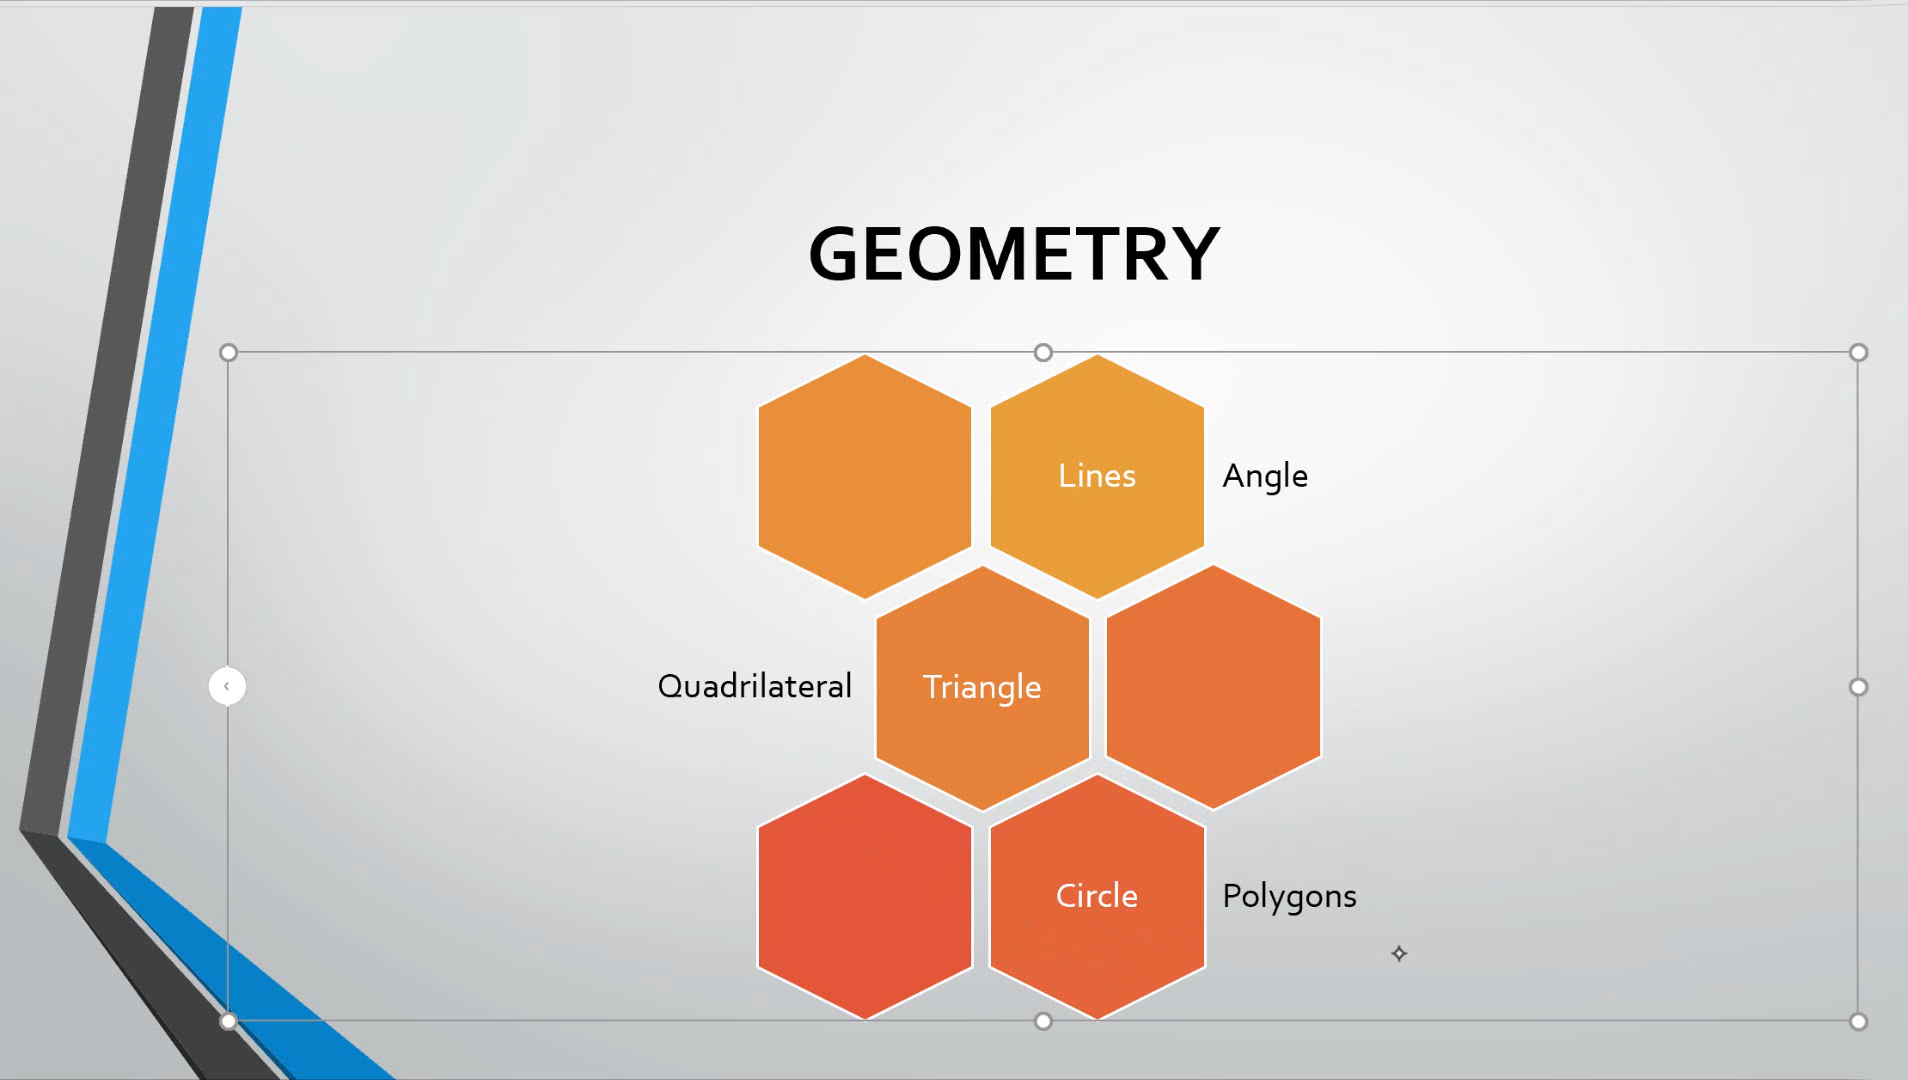 GEOMETRY
Lines
Angle
Quadrilateral
Triangle
Circle
Polygons